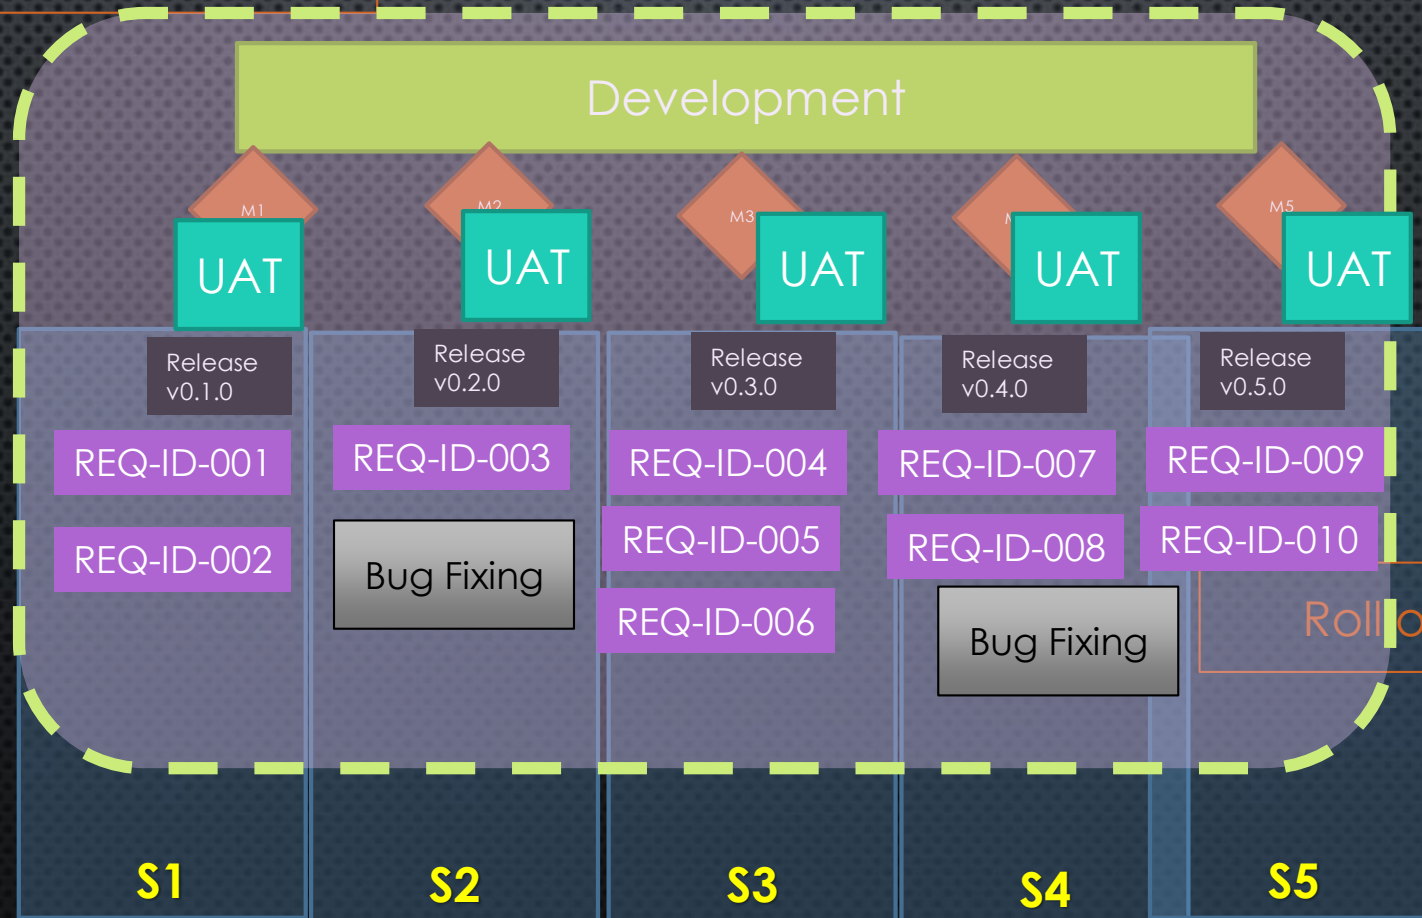 Development
M1
M2
M3
M5
UAT
UAT
UAT
UAT
UAT
Release
v0.1.0
Release
v0.2.0
Release
v0.3.0
Release
v0.4.0
Release
v0.5.0
REQ-ID-001
REQ-ID-003
REQ-ID-004
REQ-ID-007
REQ-ID-009
REQ-ID-002
Bug Fixing
REQ-ID-005
REQ-ID-008
REQ-ID-010
REQ-ID-006
Bug Fixing
Roll
S1
S2
S3
S4
S5